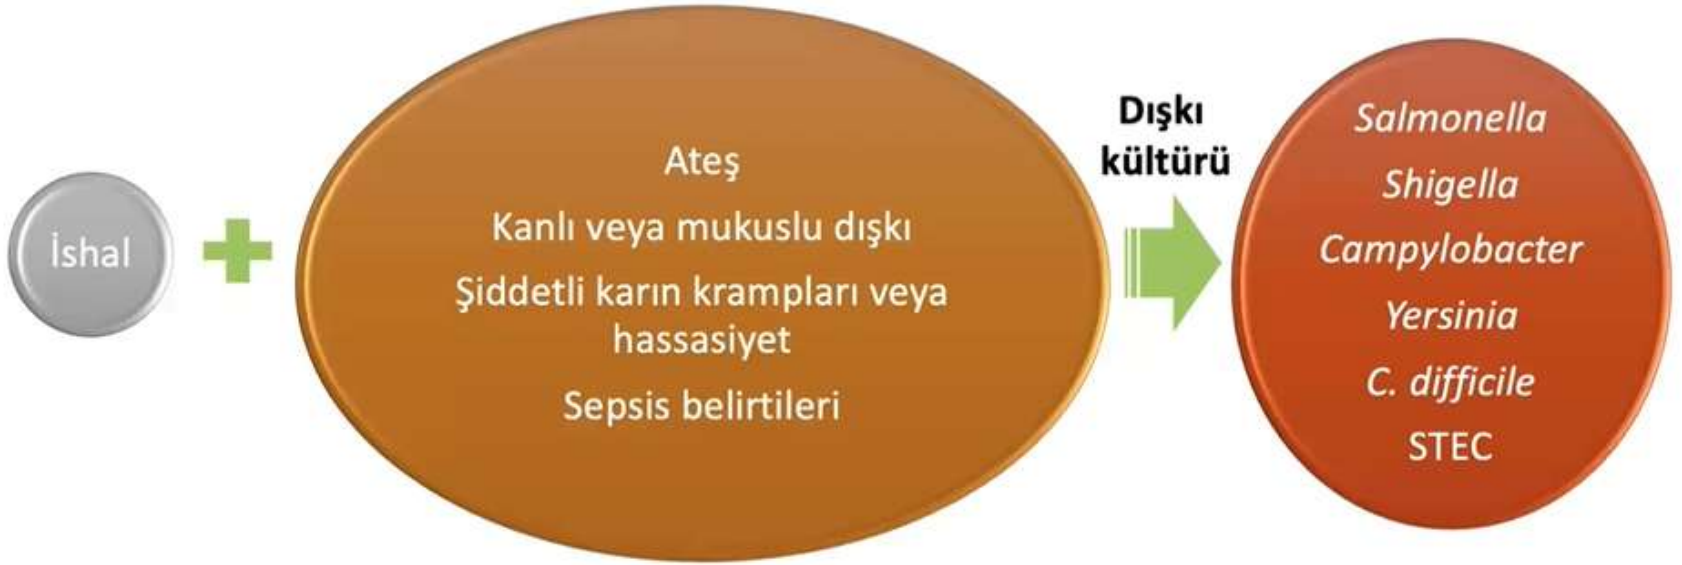 İshal
Ateş
Kanlı veya mukuslu dışkı
Şiddetli karın krampları veya
hassasiyet
Sepsis belirtileri
Dışkı
kültürü
Salmonella
Shigella
Campylobacter
Yersinia
C. difficile
STEC